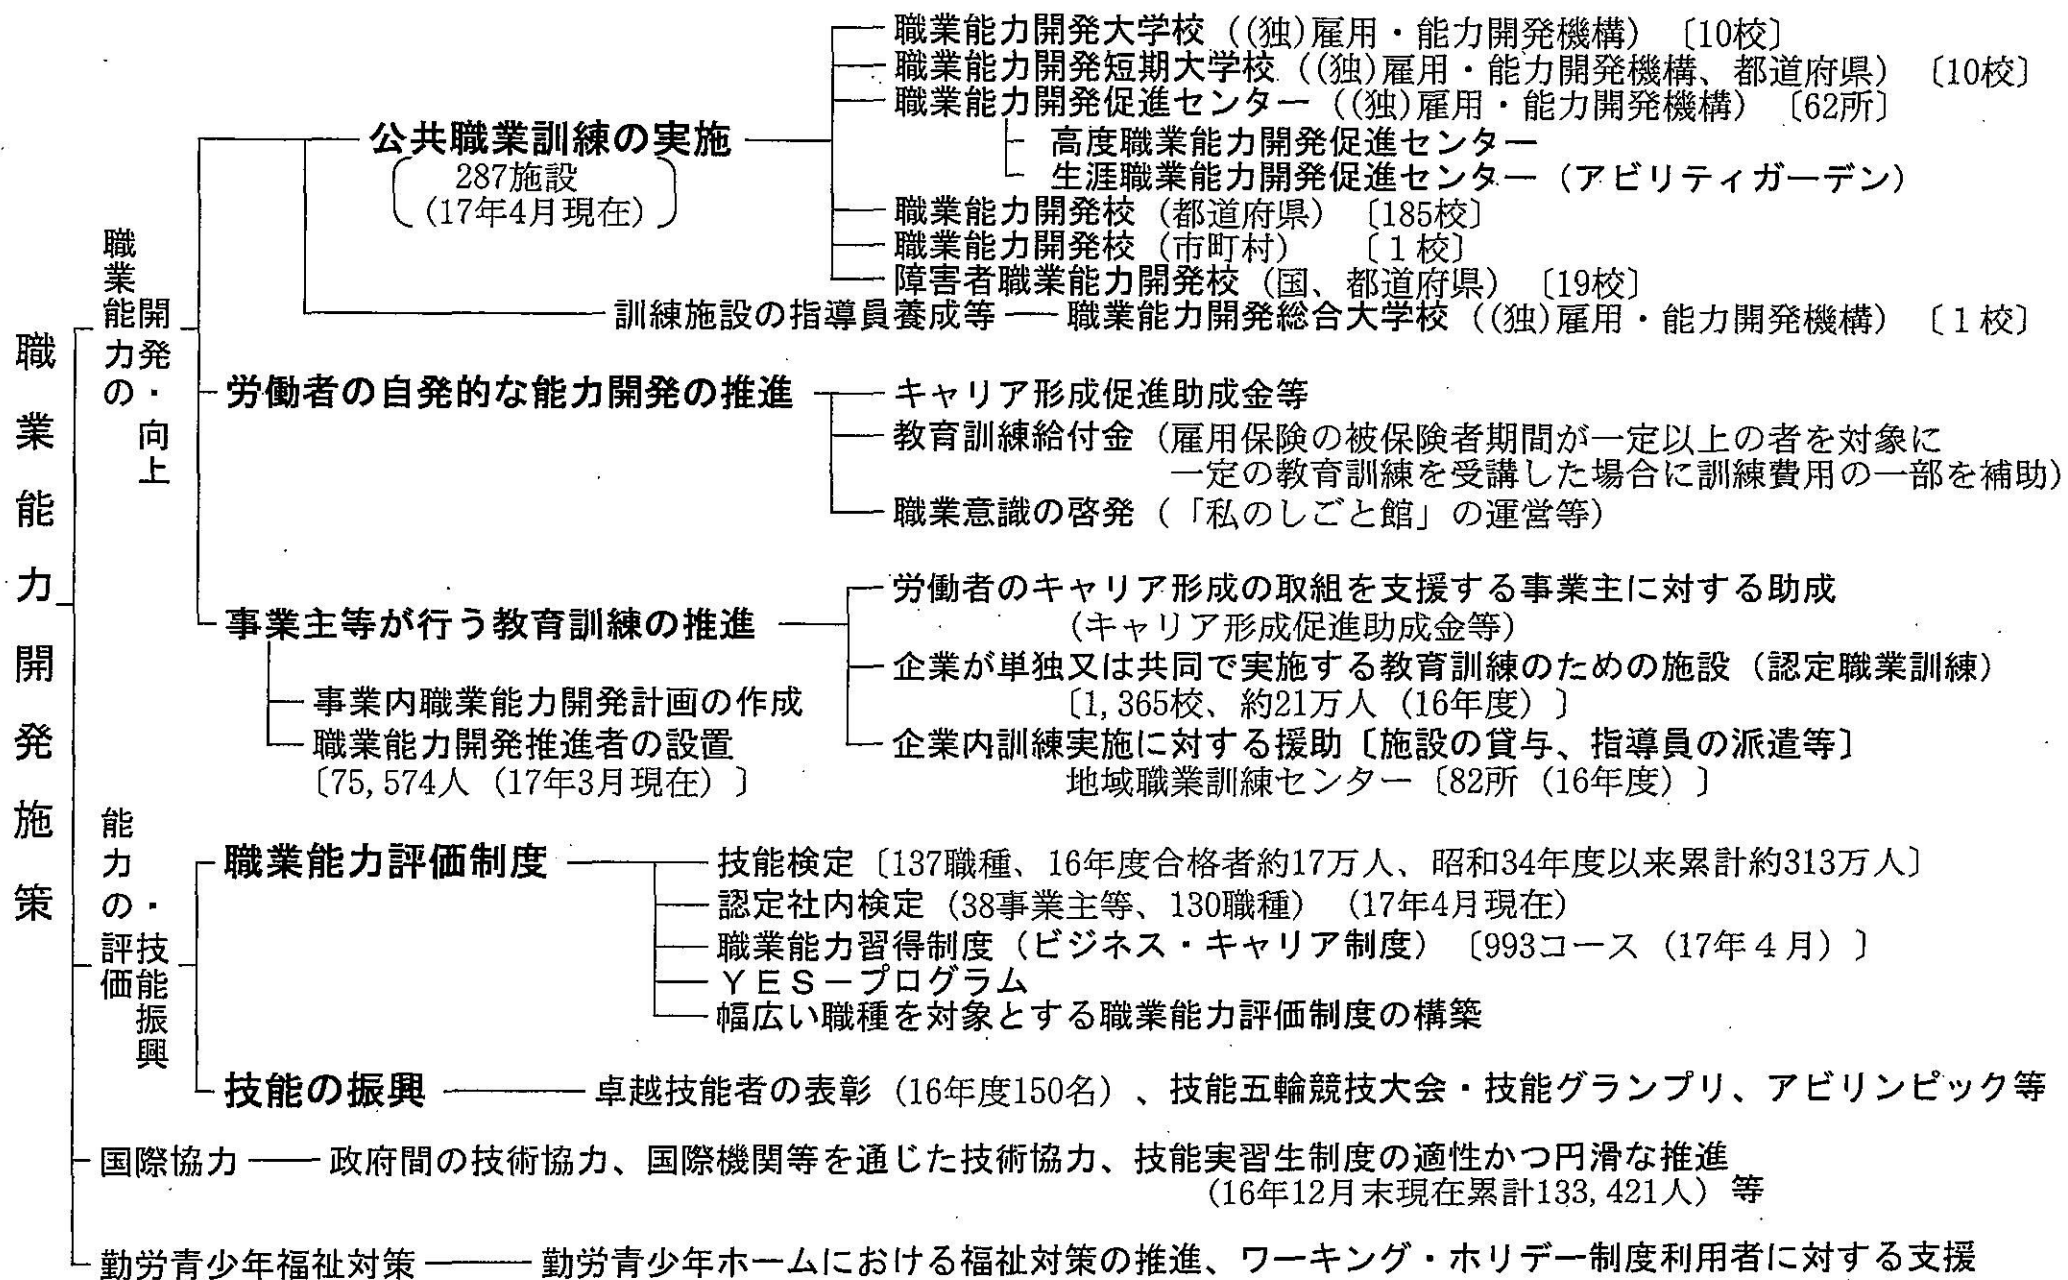 職業能力開発施策
職業能力の開発・向上
公共職業訓練の実施
287施設
(17年4月現在)
職業能力開発大学校 ((独)雇用・能力開発機構) 〔10校〕
職業能力開発短期大学校 ((独)雇用・能力開発機構、都道府県) 〔10校〕
職業能力開発促進センター ((独)雇用・能力開発機構) 〔62所〕
高度職業能力開発促進センター
生涯職業能力開発促進センター (アビリティガーデン)
職業能力開発校 (都道府県) 〔185校〕
職業能力開発校 (市町村) 〔1校〕
障害者職業能力開発校 (国、都道府県) 〔19校〕
訓練施設の指導員養成等 ── 職業能力開発総合大学校 ((独)雇用・能力開発機構) 〔1校〕
労働者の自発的な能力開発の推進
キャリア形成促進助成金等
教育訓練給付金 (雇用保険の被保険者期間が一定以上の者を対象に
一定の教育訓練を受講した場合に訓練費用の一部を補助)
職業意識の啓発 (「私のしごと館」の運営等)
事業主等が行う教育訓練の推進
事業内職業能力開発計画の作成
職業能力開発推進者の設置
〔75,574人 (17年3月現在) 〕
労働者のキャリア形成の取組を支援する事業主に対する助成
(キャリア形成促進助成金等)
企業が単独又は共同で実施する教育訓練のための施設 (認定職業訓練)
〔1,365校、約21万人 (16年度) 〕
企業内訓練実施に対する援助〔施設の貸与、指導員の派遣等〕
地域職業訓練センター〔82所 (16年度) 〕
能力の評価・技能振興
職業能力評価制度
技能検定〔137職種、16年度合格者約17万人、昭和34年度以来累計約313万人〕
認定社内検定 (38事業主等、130職種) (17年4月現在)
職業能力習得制度 (ビジネス・キャリア制度) 〔993コース (17年4月) 〕
YES-プログラム
幅広い職種を対象とする職業能力評価制度の構築
技能の振興 ── 卓越技能者の表彰 (16年度150名) 、技能五輪競技大会・技能グランプリ、アビリンピック等
国際協力 ── 政府間の技術協力、国際機関等を通じた技術協力、技能実習生制度の適性かつ円滑な推進
(16年12月末現在累計133,421人) 等
勤労青少年福祉対策 ── 勤労青少年ホームにおける福祉対策の推進、ワーキング・ホリデー制度利用者に対する支援